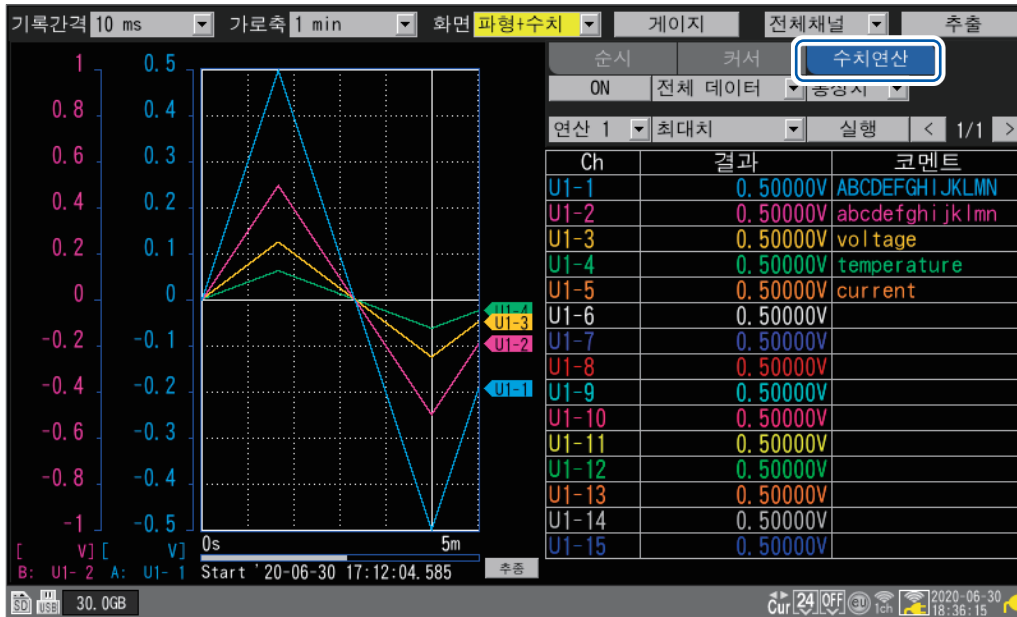 기록간격 10 ms 가로축 1 min 화면 파형+수치 게이지 전체채널 추출
순시 커서 수치연산
ON 전체 데이터
연산 1 최대치 실행 < 1/1 >
Ch 결과 코멘트
U1-1 0.50000V ABCDEFGHIJKLMN
U1-2 0.50000V abcdefghijklmn
U1-3 0.50000V voltage
U1-4 0.50000V temperature
U1-5 0.50000V current
U1-6 0.50000V
U1-7 0.50000V
U1-8 0.50000V
U1-9 0.50000V
U1-10 0.50000V
U1-11 0.50000V
U1-12 0.50000V
U1-13 0.50000V
U1-14 0.50000V
U1-15 0.50000V
1 0.5
0.8 0.4
0.6 0.3
0.4 0.2
0.2 0.1
0 0
-0.2 -0.1
-0.4 -0.2
-0.6 -0.3
-0.8 -0.4
-1 -0.5
U1-4
U1-3
U1-2
U1-1
0s 5m
[ V] [ V]
B: U1- 2 A: U1- 1 Start '20-06-30 17:12:04.585 추종
SD USB 30.0GB Cur 24 OFF eu 1ch 2020-06-30
18:36:15